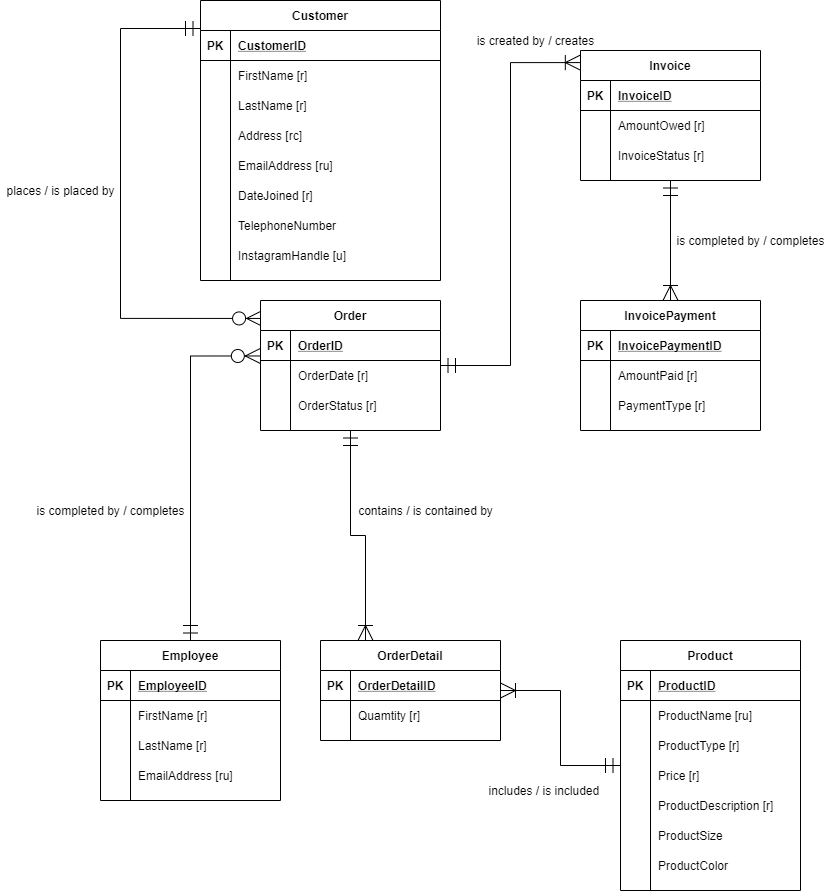 Customer
PK CustomerID
FirstName [r]
LastName [r]
Address [rc]
EmailAddress [ru]
DateJoined [r]
TelephoneNumber
InstagramHandle [u]
is created by / creates
Invoice
PK InvoiceID
AmountOwed [r]
InvoiceStatus [r]
places / is placed by
is completed by / completes
Order
PK OrderID
OrderDate [r]
OrderStatus [r]
InvoicePayment
PK InvoicePaymentID
AmountPaid [r]
PaymentType [r]
is completed by / completes
contains / is contained by
Employee
PK EmployeeID
FirstName [r]
LastName [r]
EmailAddress [ru]
OrderDetail
PK OrderDetailID
Quamtity [r]
Product
PK ProductID
ProductName [ru]
ProductType [r]
Price [r]
ProductDescription [r]
ProductSize
ProductColor
includes / is included